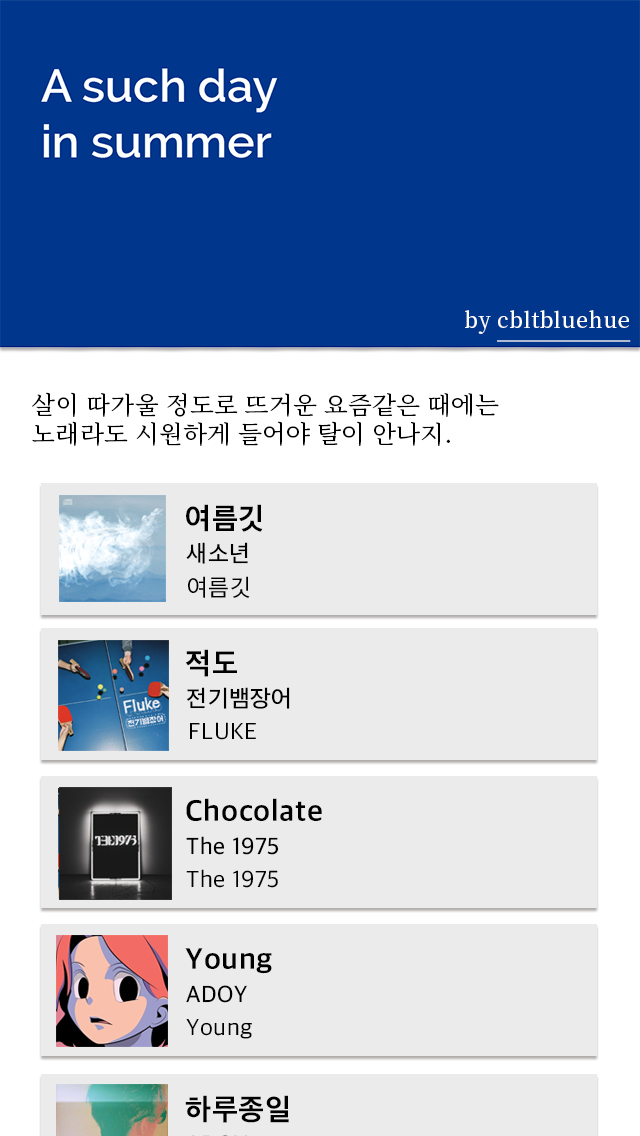 A such day
in summer
by cbltbluehue
살이 따가울 정도로 뜨거운 요즘같은 때에는
노래라도 시원하게 들어야 탈이 안나지.
여름깃
새소년
여름깃
적도
전기뱀장어
FLUKE
Fluke
전기뱀장어
Chocolate
The 1975
The 1975
THE 1975
Young
ADOY
Young
하루종일